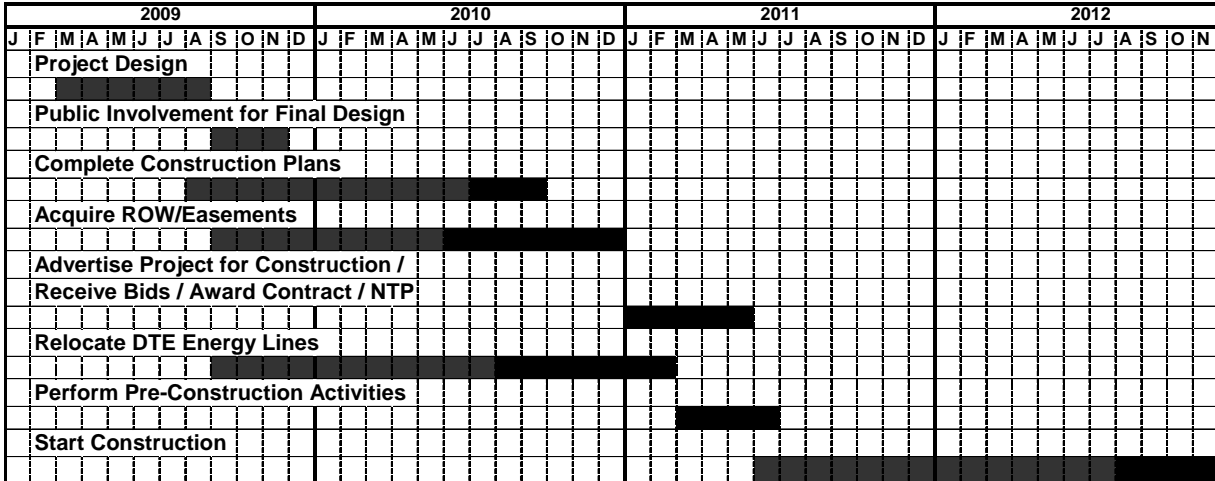 2009 2010 2011 2012
J F M A M J J A S O N D J F M A M J J A S O N D J F M A M J J A S O N D J F M A M J J A S O N
Project Design
Public Involvement for Final Design
Complete Construction Plans
Acquire ROW/Easements
Advertise Project for Construction /
Receive Bids / Award Contract / NTP
Relocate DTE Energy Lines
Perform Pre-Construction Activities
Start Construction